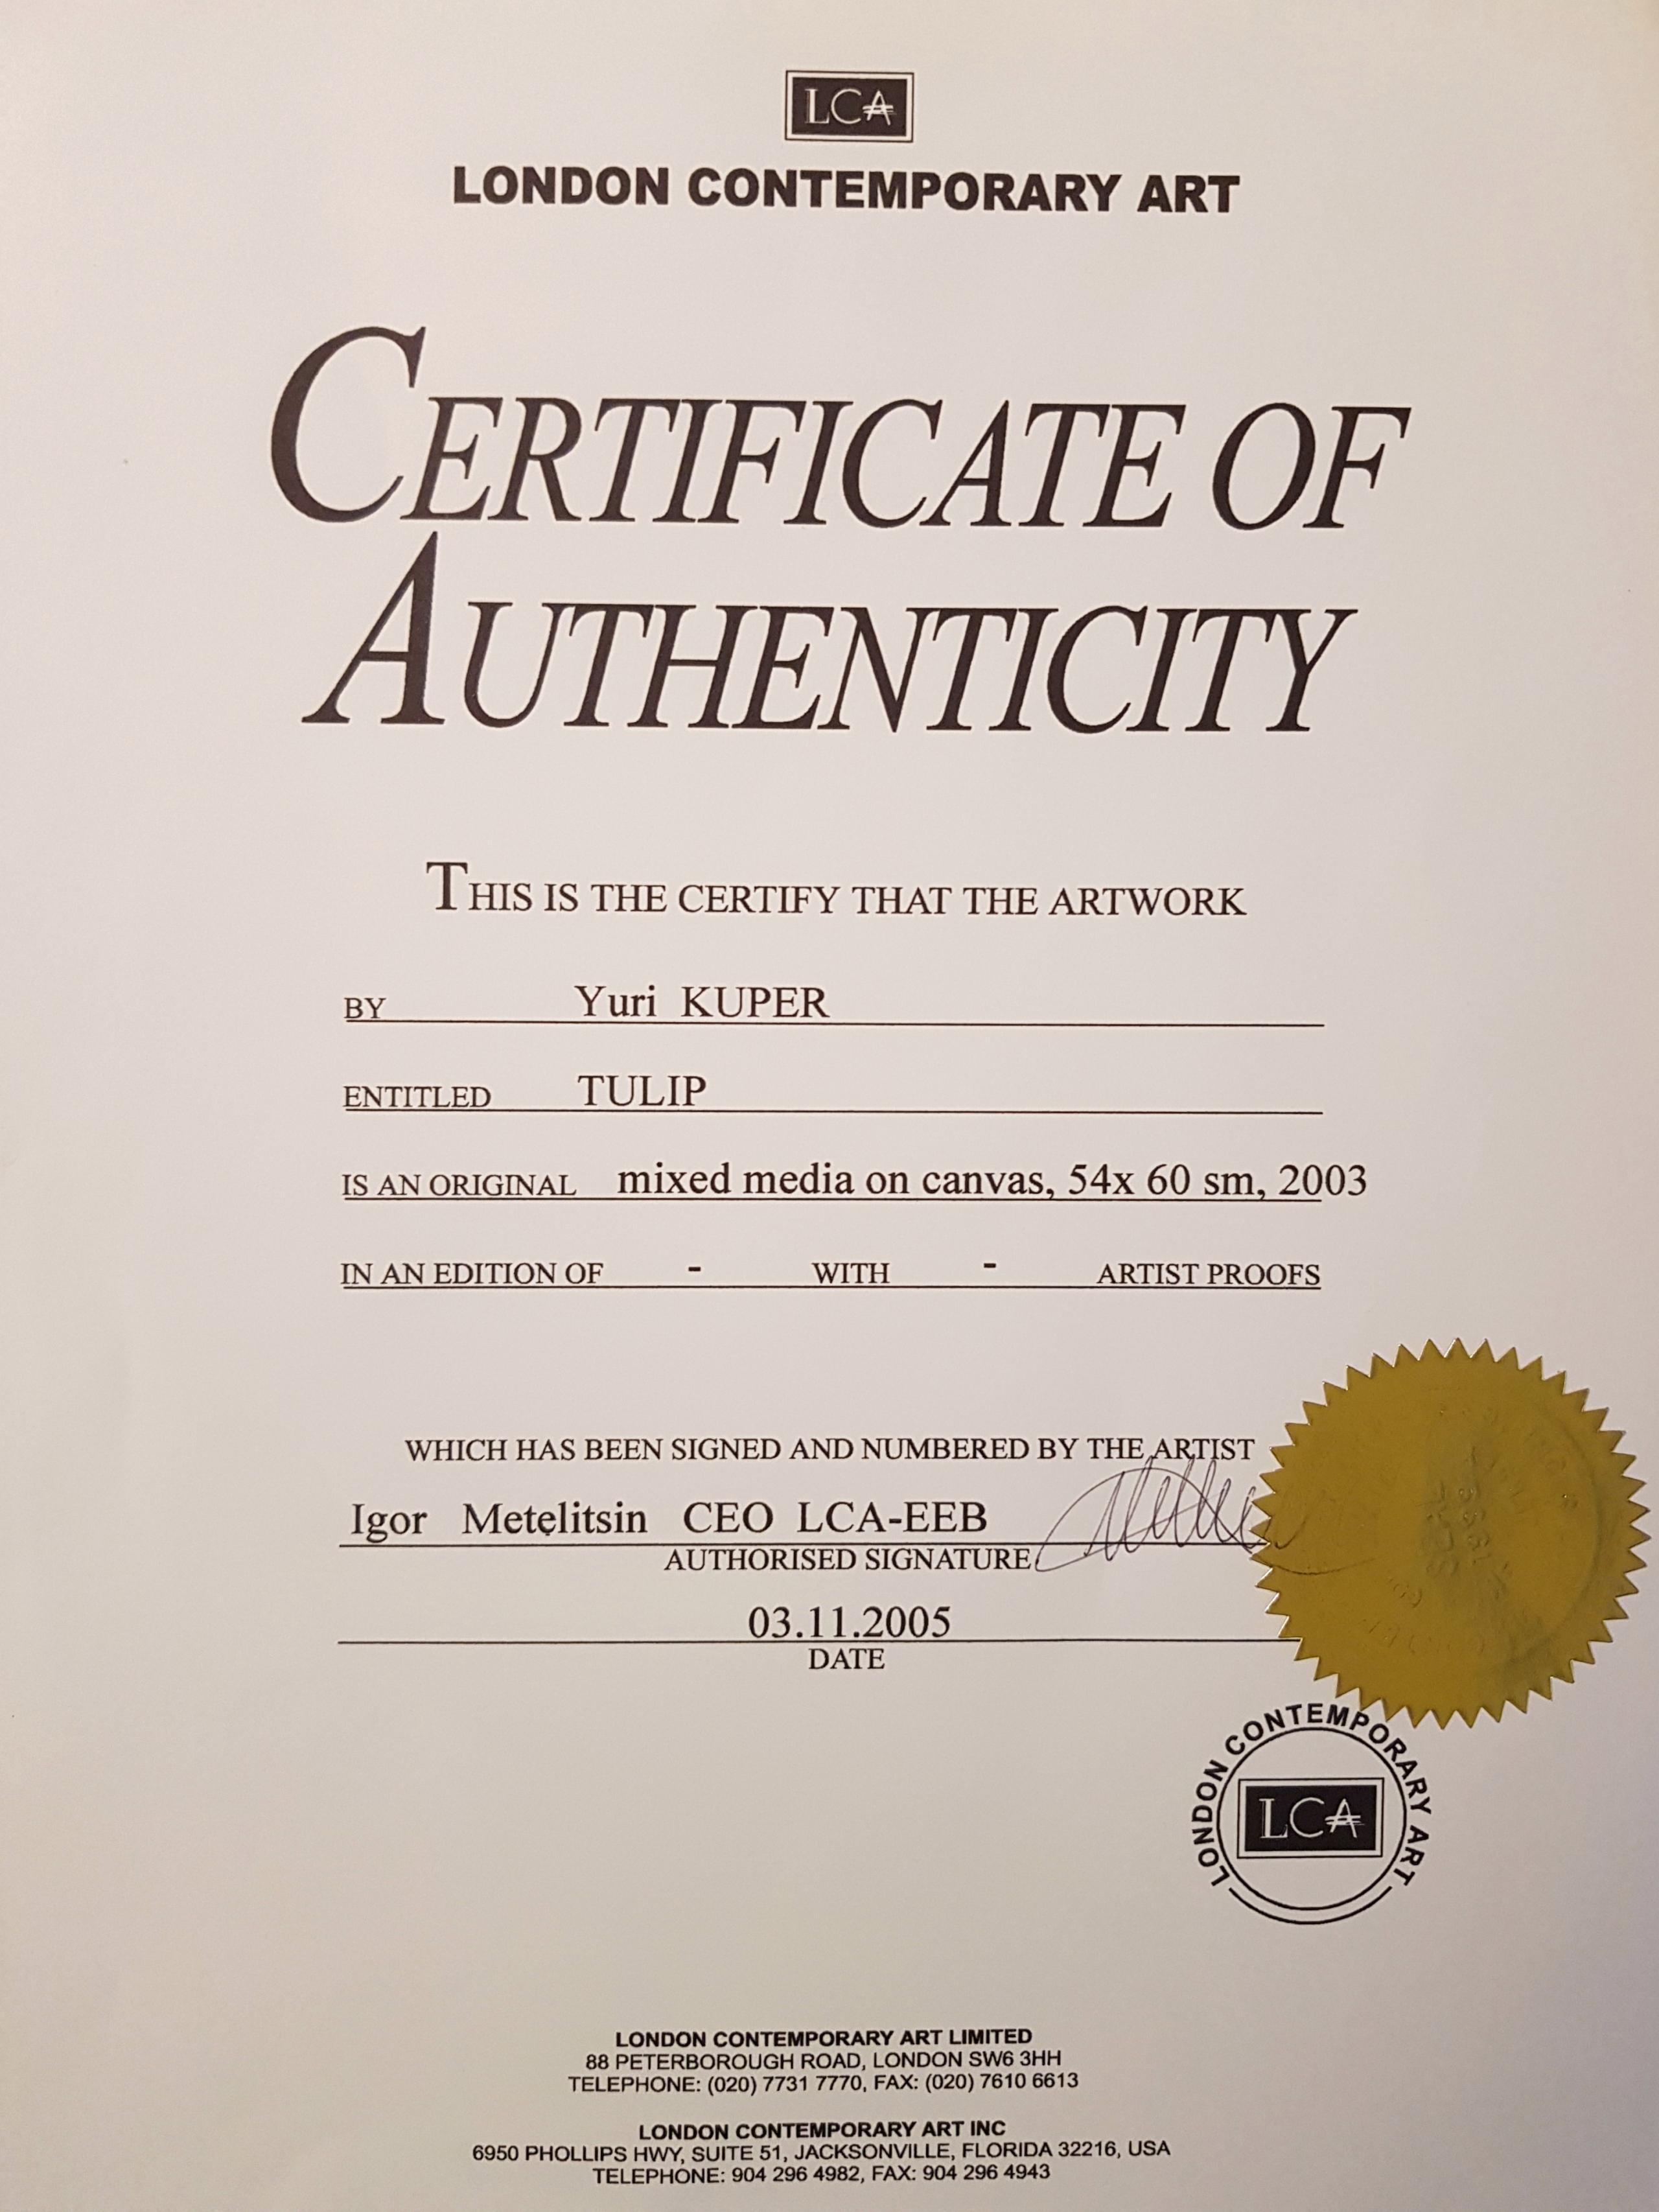 LCA
LONDON CONTEMPORARY ART
CERTIFICATE OF
AUTHENTICITY
THIS IS THE CERTIFY THAT THE ARTWORK
BY Yuri KUPER
ENTITLED TULIP
IS AN ORIGINAL mixed media on canvas, 54x 60 sm, 2003
IN AN EDITION OF - WITH - ARTIST PROOFS
WHICH HAS BEEN SIGNED AND NUMBERED BY THE ARTIST
Igor Metelitsin CEO LCA-EEB
AUTHORISED SIGNATURE
03.11.2005
DATE
LONDON CONTEMPORARY ART
LCA
LONDON CONTEMPORARY ART LIMITED
88 PETERBOROUGH ROAD, LONDON SW6 3HH
TELEPHONE: (020) 7731 7770, FAX: (020) 7610 6613
LONDON CONTEMPORARY ART INC
6950 PHOLLIPS HWY, SUITE 51, JACKSONVILLE, FLORIDA 32216, USA
TELEPHONE: 904 296 4982, FAX: 904 296 4943